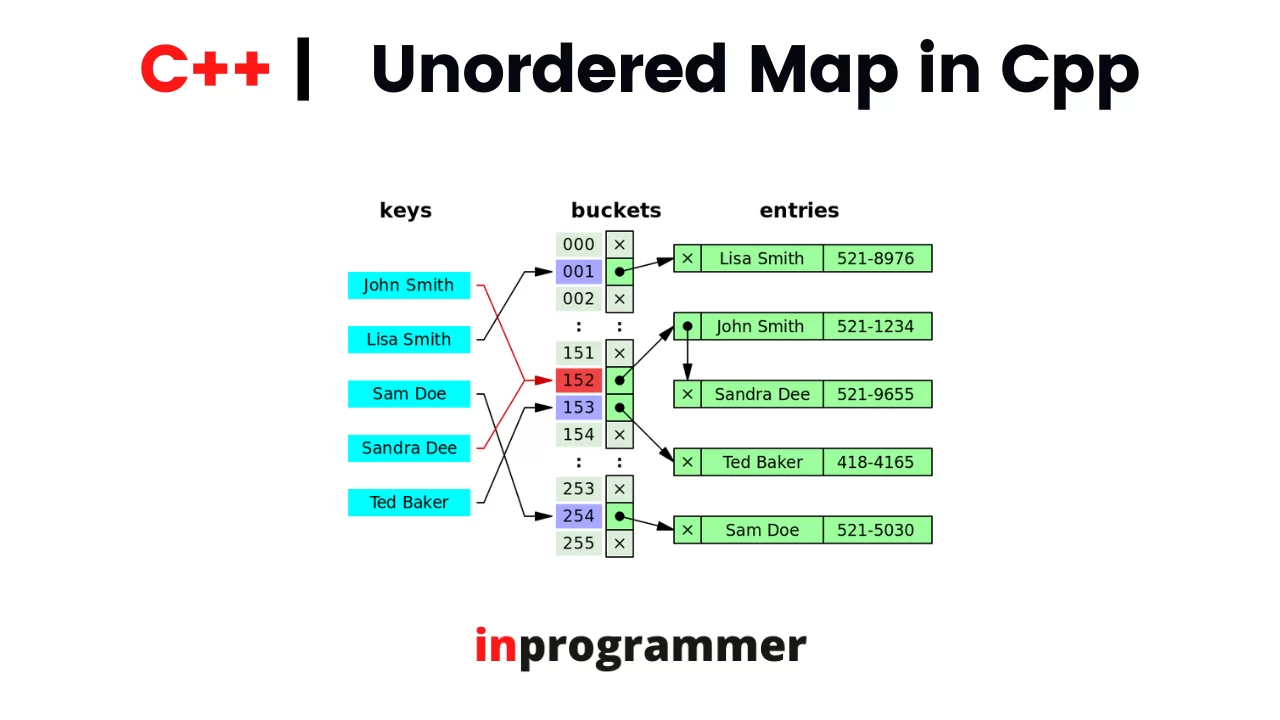 C++ | Unordered Map in Cpp
keys buckets entries
000 ×
× Lisa Smith 521-8976
001
John Smith
002 ×
: :
× John Smith 521-1234
Lisa Smith
151 ×
152
Sam Doe
× Sandra Dee 521-9655
153
154 ×
Sandra Dee
: :
× Ted Baker 418-4165
253 ×
Ted Baker
254
× Sam Doe 521-5030
255 ×
inprogrammer